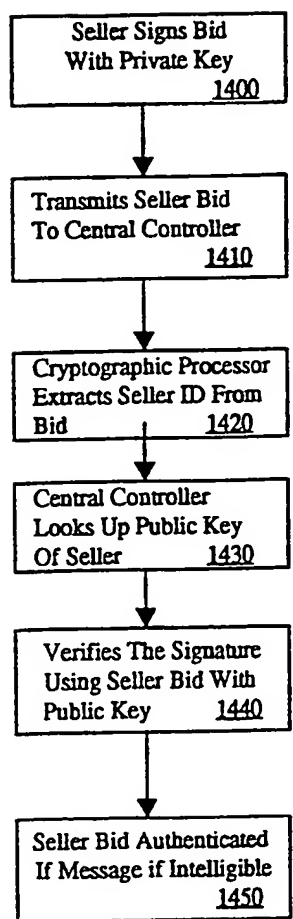 Seller Signs Bid
With Private Key
1400
Transmits Seller Bid
To Central Controller
1410
Cryptographic Processor
Extracts Seller ID From
Bid 1420
Central Controller
Looks Up Public Key
Of Seller 1430
Verifies The Signature
Using Seller Bid With
Public Key 1440
Seller Bid Authenticated
If Message if Intelligible
1450